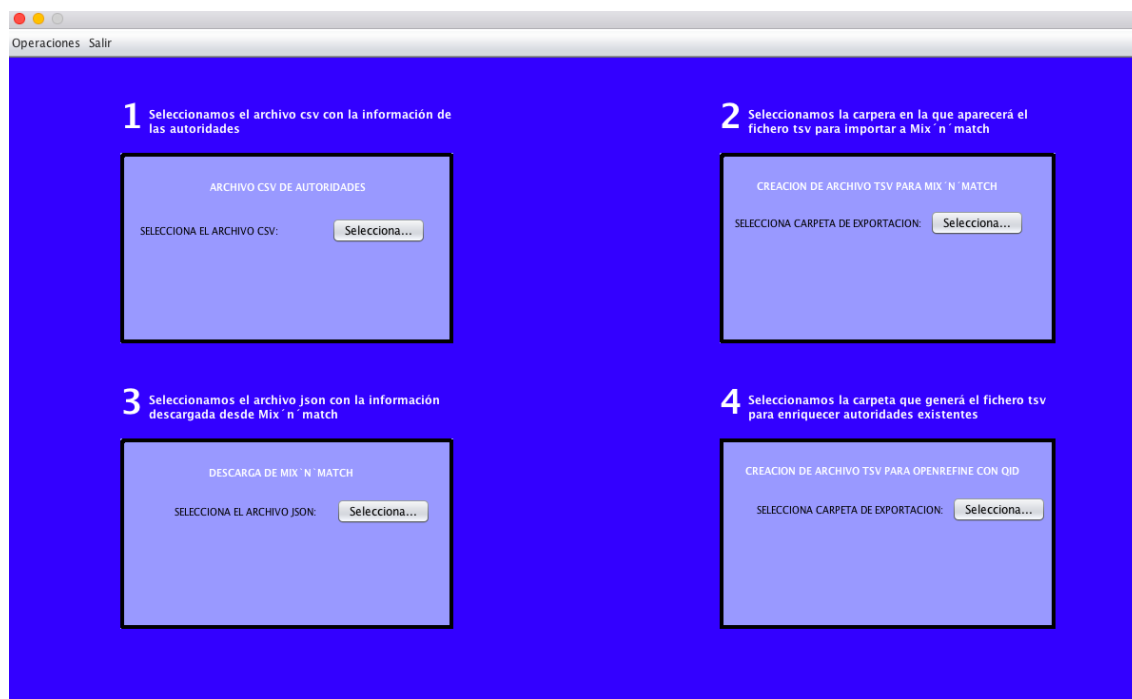 Operaciones Salir
1 Seleccionamos el archivo csv con la información de
las autoridades
ARCHIVO CSV DE AUTORIDADES
SELECCIONA EL ARCHIVO CSV: Selecciona...
2 Seleccionamos la carpera en la que aparecerá el
fichero tsv para importar a Mix´n´match
CREACION DE ARCHIVO TSV PARA MIX´N´MATCH
SELECCIONA CARPETA DE EXPORTACION: Selecciona...
3 Seleccionamos el archivo json con la información
descargada desde Mix´n´match
DESCARGA DE MIX`N`MATCH
SELECCIONA EL ARCHIVO JSON: Selecciona...
4 Seleccionamos la carpeta que generá el fichero tsv
para enriquecer autoridades existentes
CREACION DE ARCHIVO TSV PARA OPENREFINE CON QID
SELECCIONA CARPETA DE EXPORTACION: Selecciona...